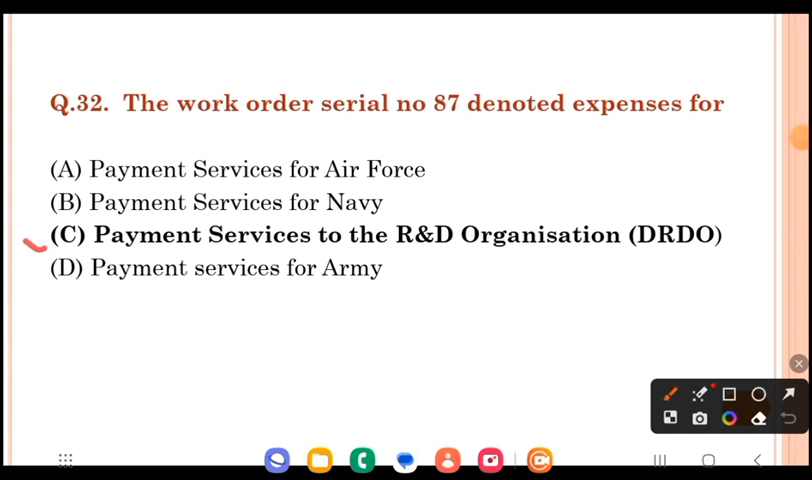 Q.32. The work order serial no 87 denoted expenses for
(A) Payment Services for Air Force
(B) Payment Services for Navy
(C) Payment Services to the R&D Organisation (DRDO)
(D) Payment services for Army